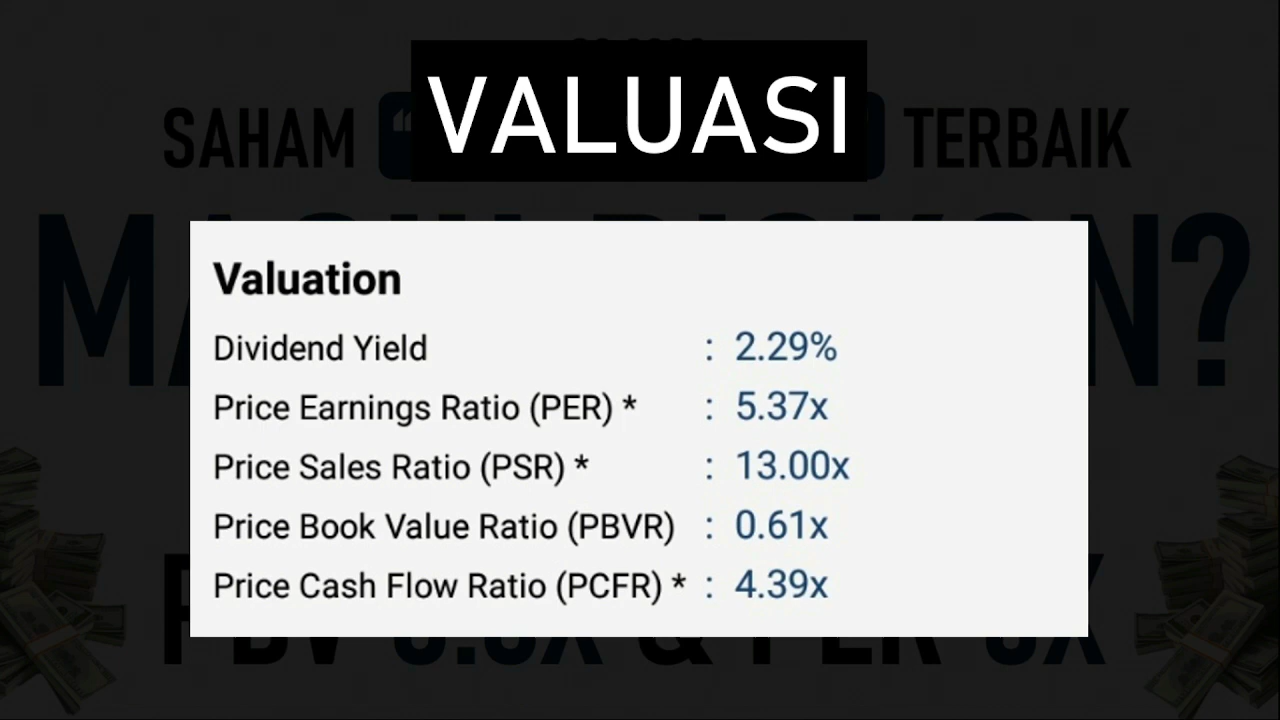 VALUASI
SAHAM TERBAIK
Valuation
Dividend Yield : 2.29%
Price Earnings Ratio (PER) * : 5.37x
Price Sales Ratio (PSR) * : 13.00x
Price Book Value Ratio (PBVR) : 0.61x
Price Cash Flow Ratio (PCFR) * : 4.39x